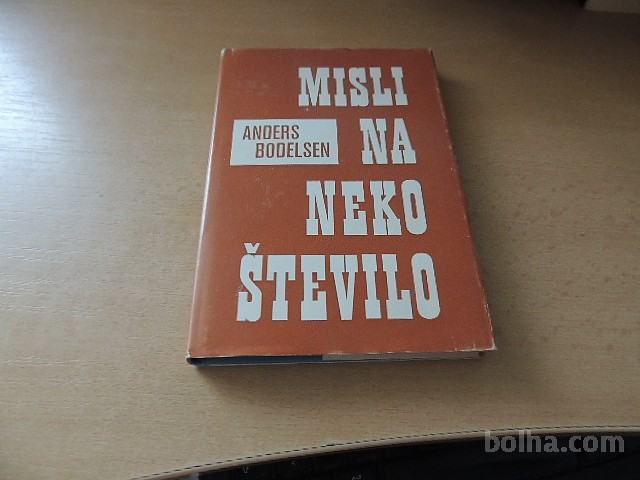 MISLI
ANDERS
BODELSEN
NA
NEKO
ŠTEVILO
bolha.com